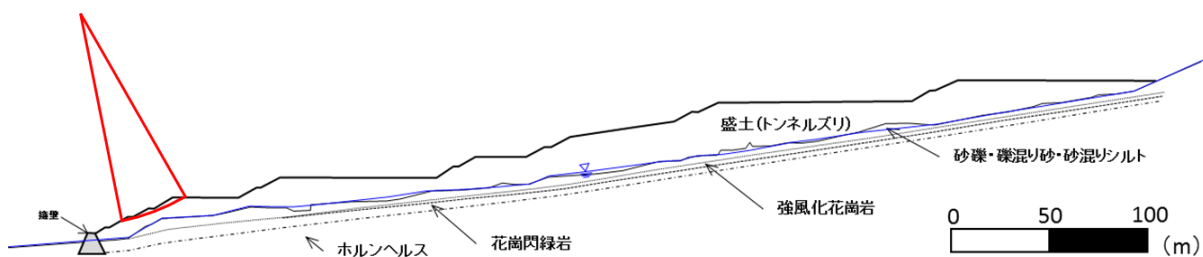 盛土(トンネルズリ)
砂礫・礫混り砂・砂混りシルト
強風化花崗岩
花崗閃緑岩
ホルンヘルス
擁壁
0 50 100
(m)